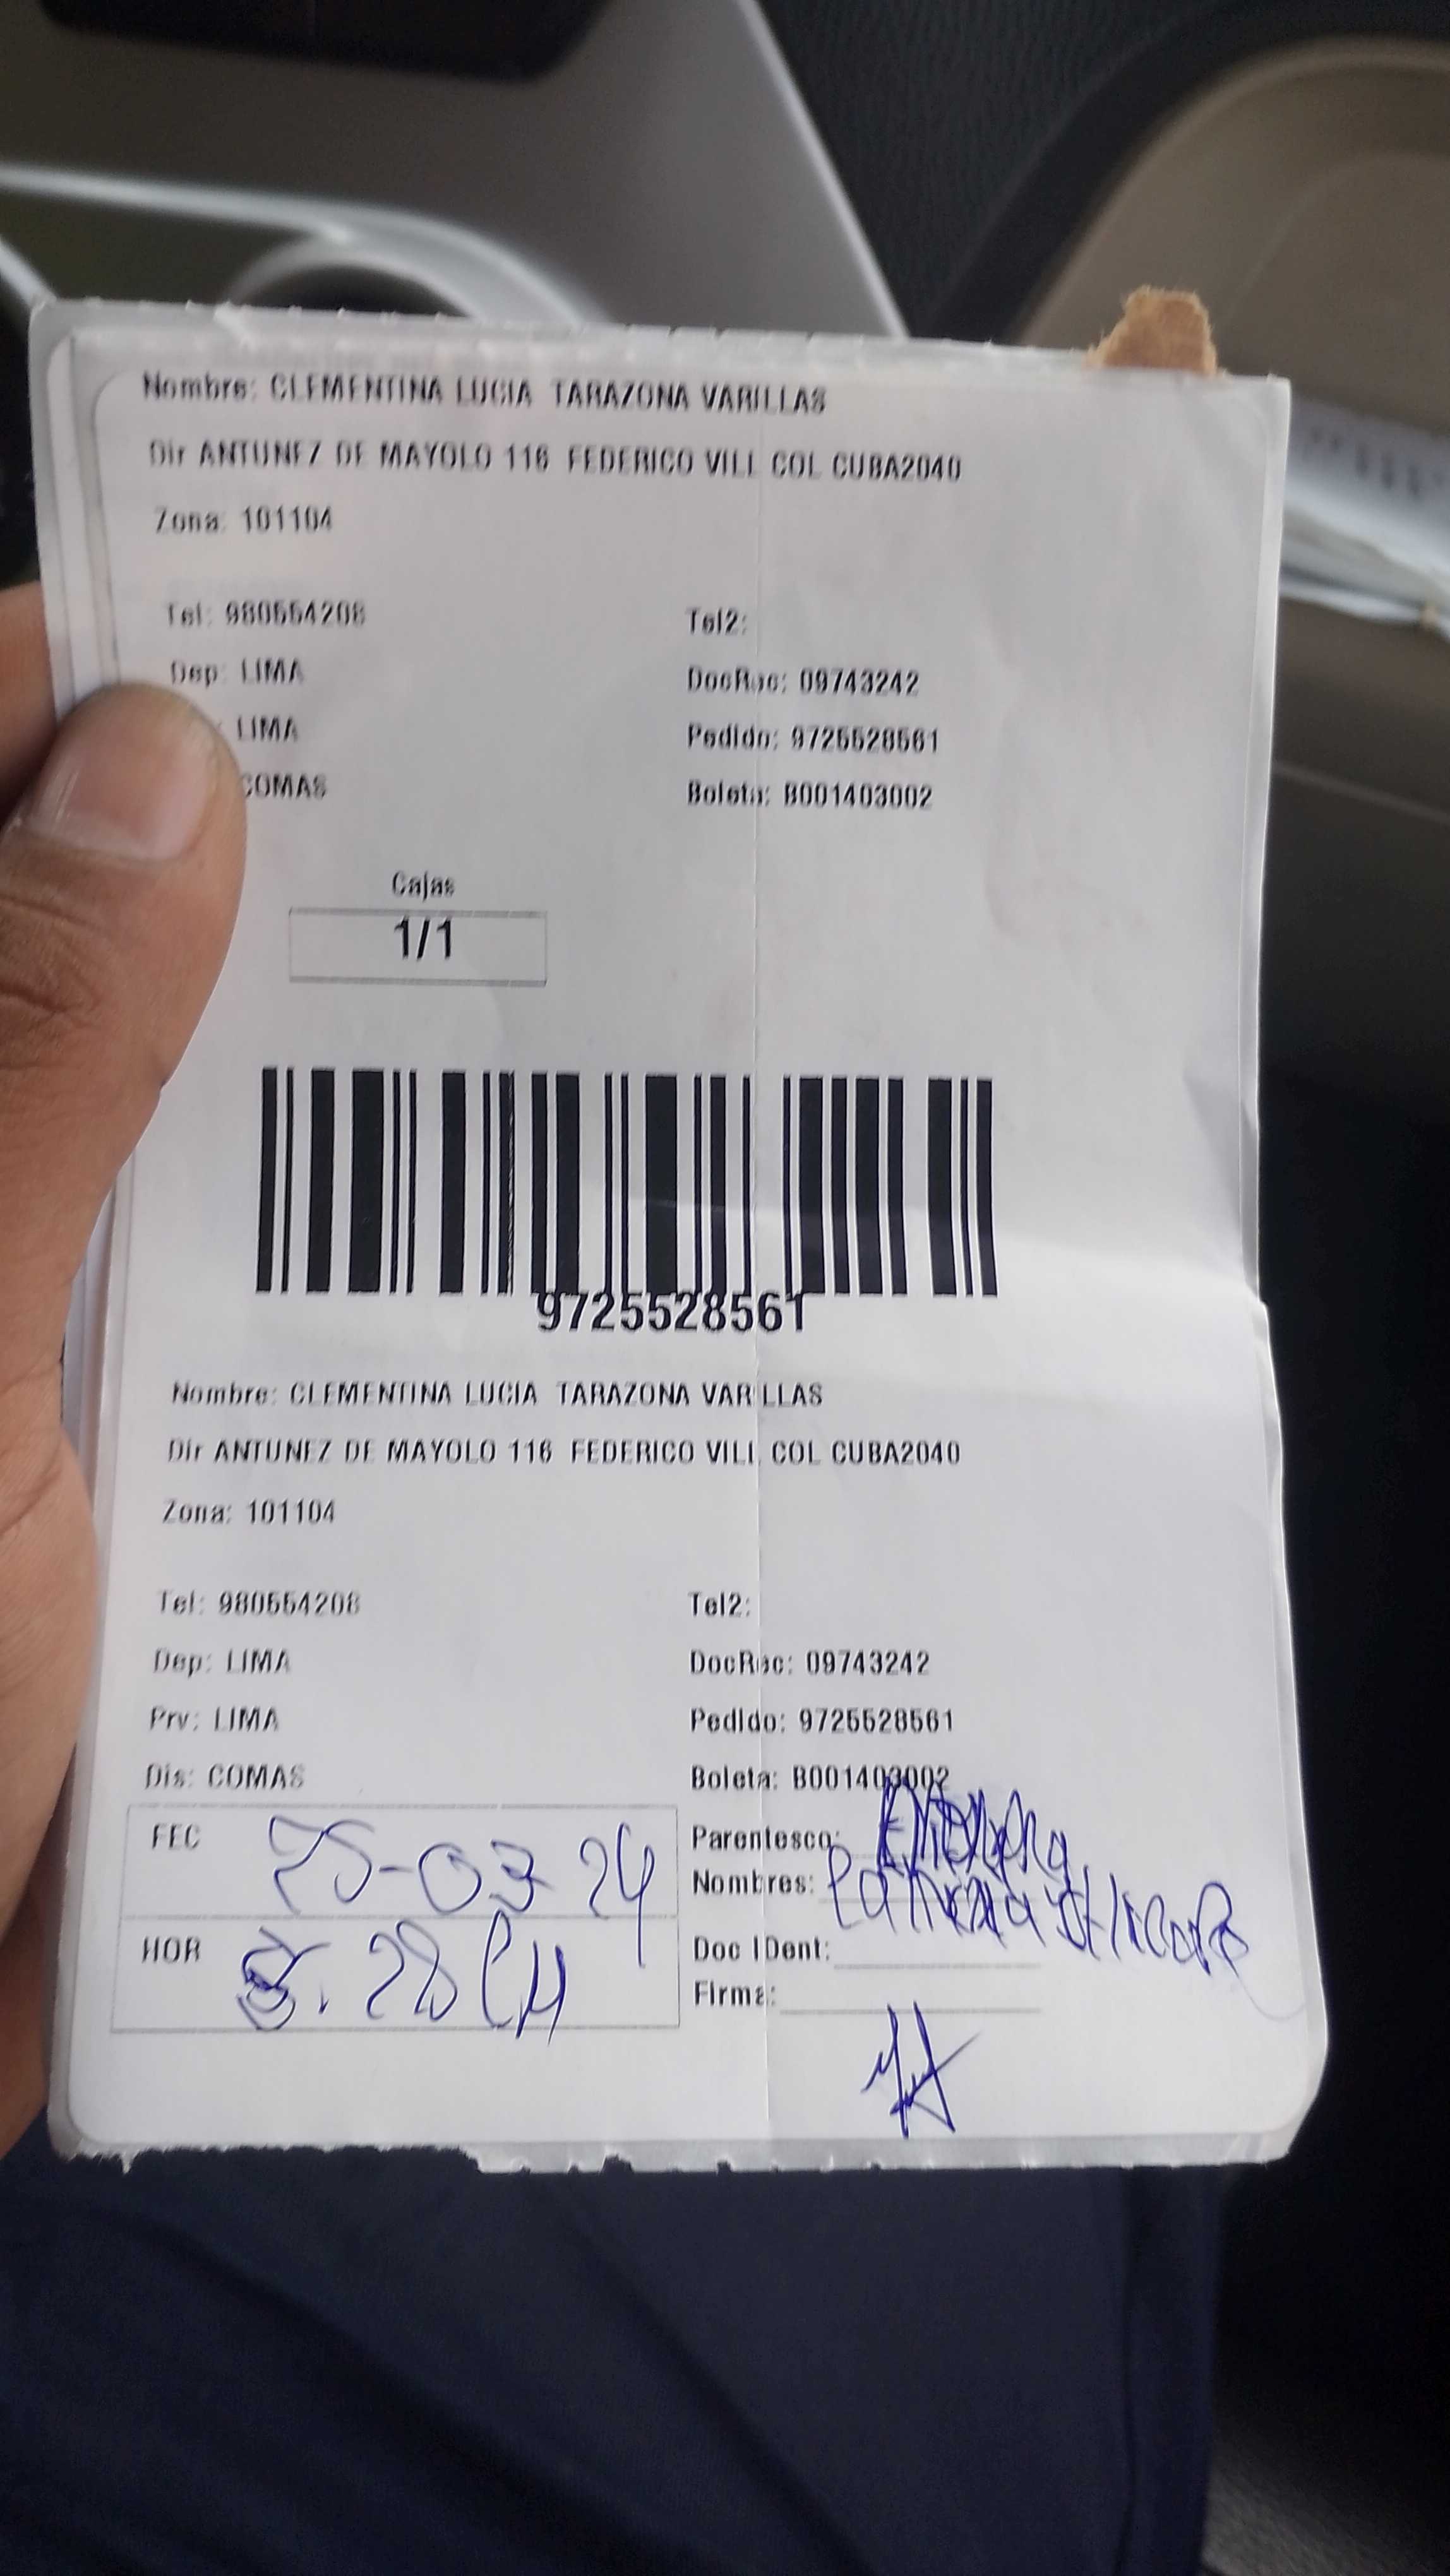 Nombre: CLEMENTINA LUCIA TARAZONA VARILLAS
Dir ANTUNEZ DE MAYOLO 116 FEDERICO VILL COL CUBA2040
Zona: 101104
Tel: 980554208 Tel2:
Dep: LIMA DocRec: 09743242
LIMA Pedido: 9725528561
COMAS Boleta: B001403002
Cajas
1/1
9725528561
Nombre: CLEMENTINA LUCIA TARAZONA VARILLAS
Dir ANTUNEZ DE MAYOLO 116 FEDERICO VILL COL CUBA2040
Zona: 101104
Tel: 980554208 Tel2:
Dep: LIMA DocRec: 09743242
Prv: LIMA Pedido: 9725528561
Dis: COMAS Boleta: B001403002
FEC 25-03 24 Parentesco:
Nombres:
HOR Doc IDent:
Firma: